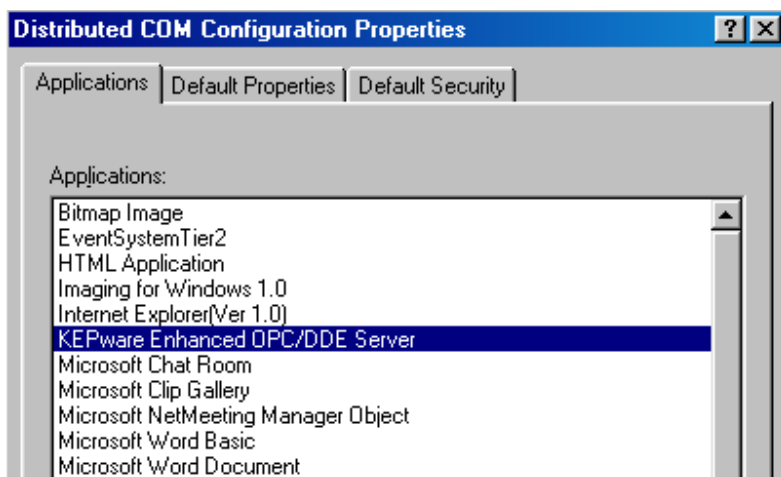 Distributed COM Configuration Properties
Applications Default Properties Default Security
Applications:
Bitmap Image
EventSystemTier2
HTML Application
Imaging for Windows 1.0
Internet Explorer(Ver 1.0)
KEPware Enhanced OPC/DDE Server
Microsoft Chat Room
Microsoft Clip Gallery
Microsoft NetMeeting Manager Object
Microsoft Word Basic
Microsoft Word Document